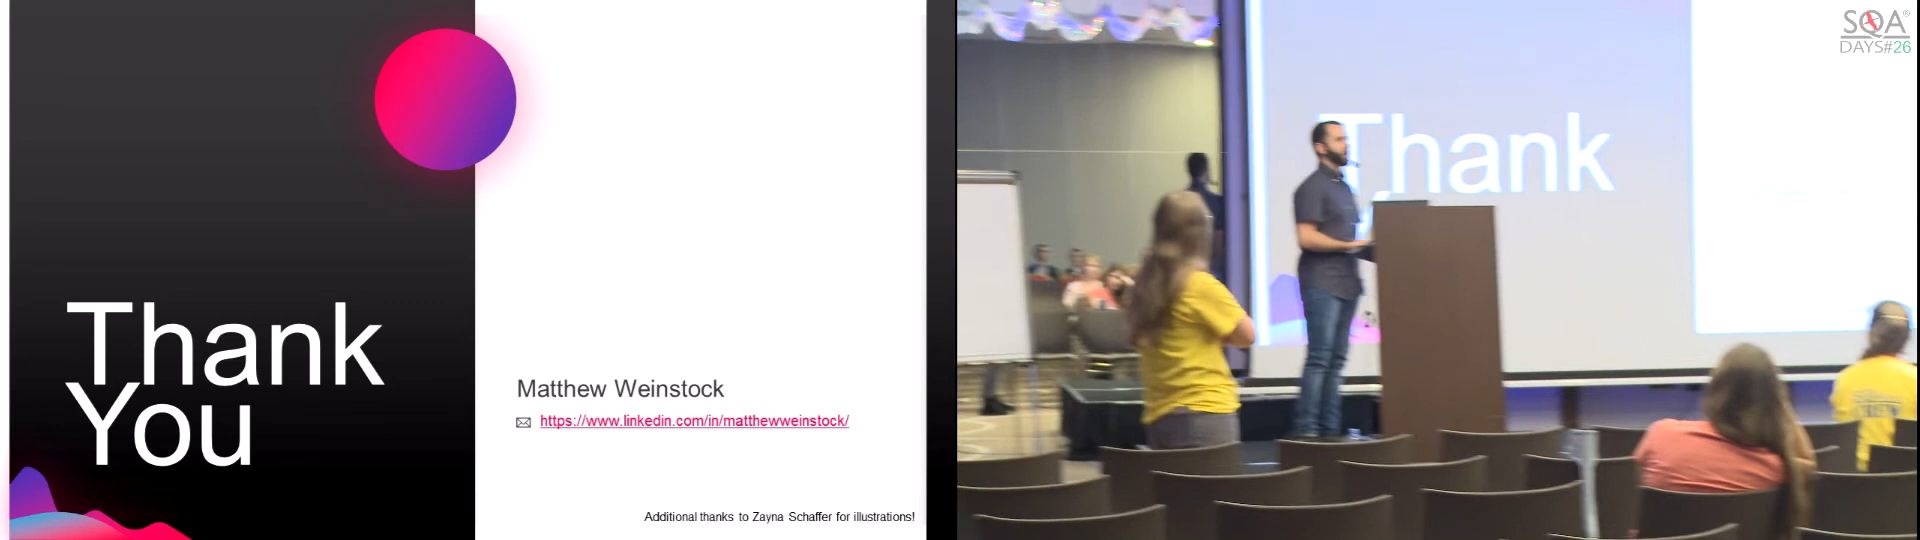 Thank
You
Matthew Weinstock
https://www.linkedin.com/in/matthewweinstock/
Additional thanks to Zayna Schaffer for illustrations!
SQA
DAYS#26
Thank
CREW